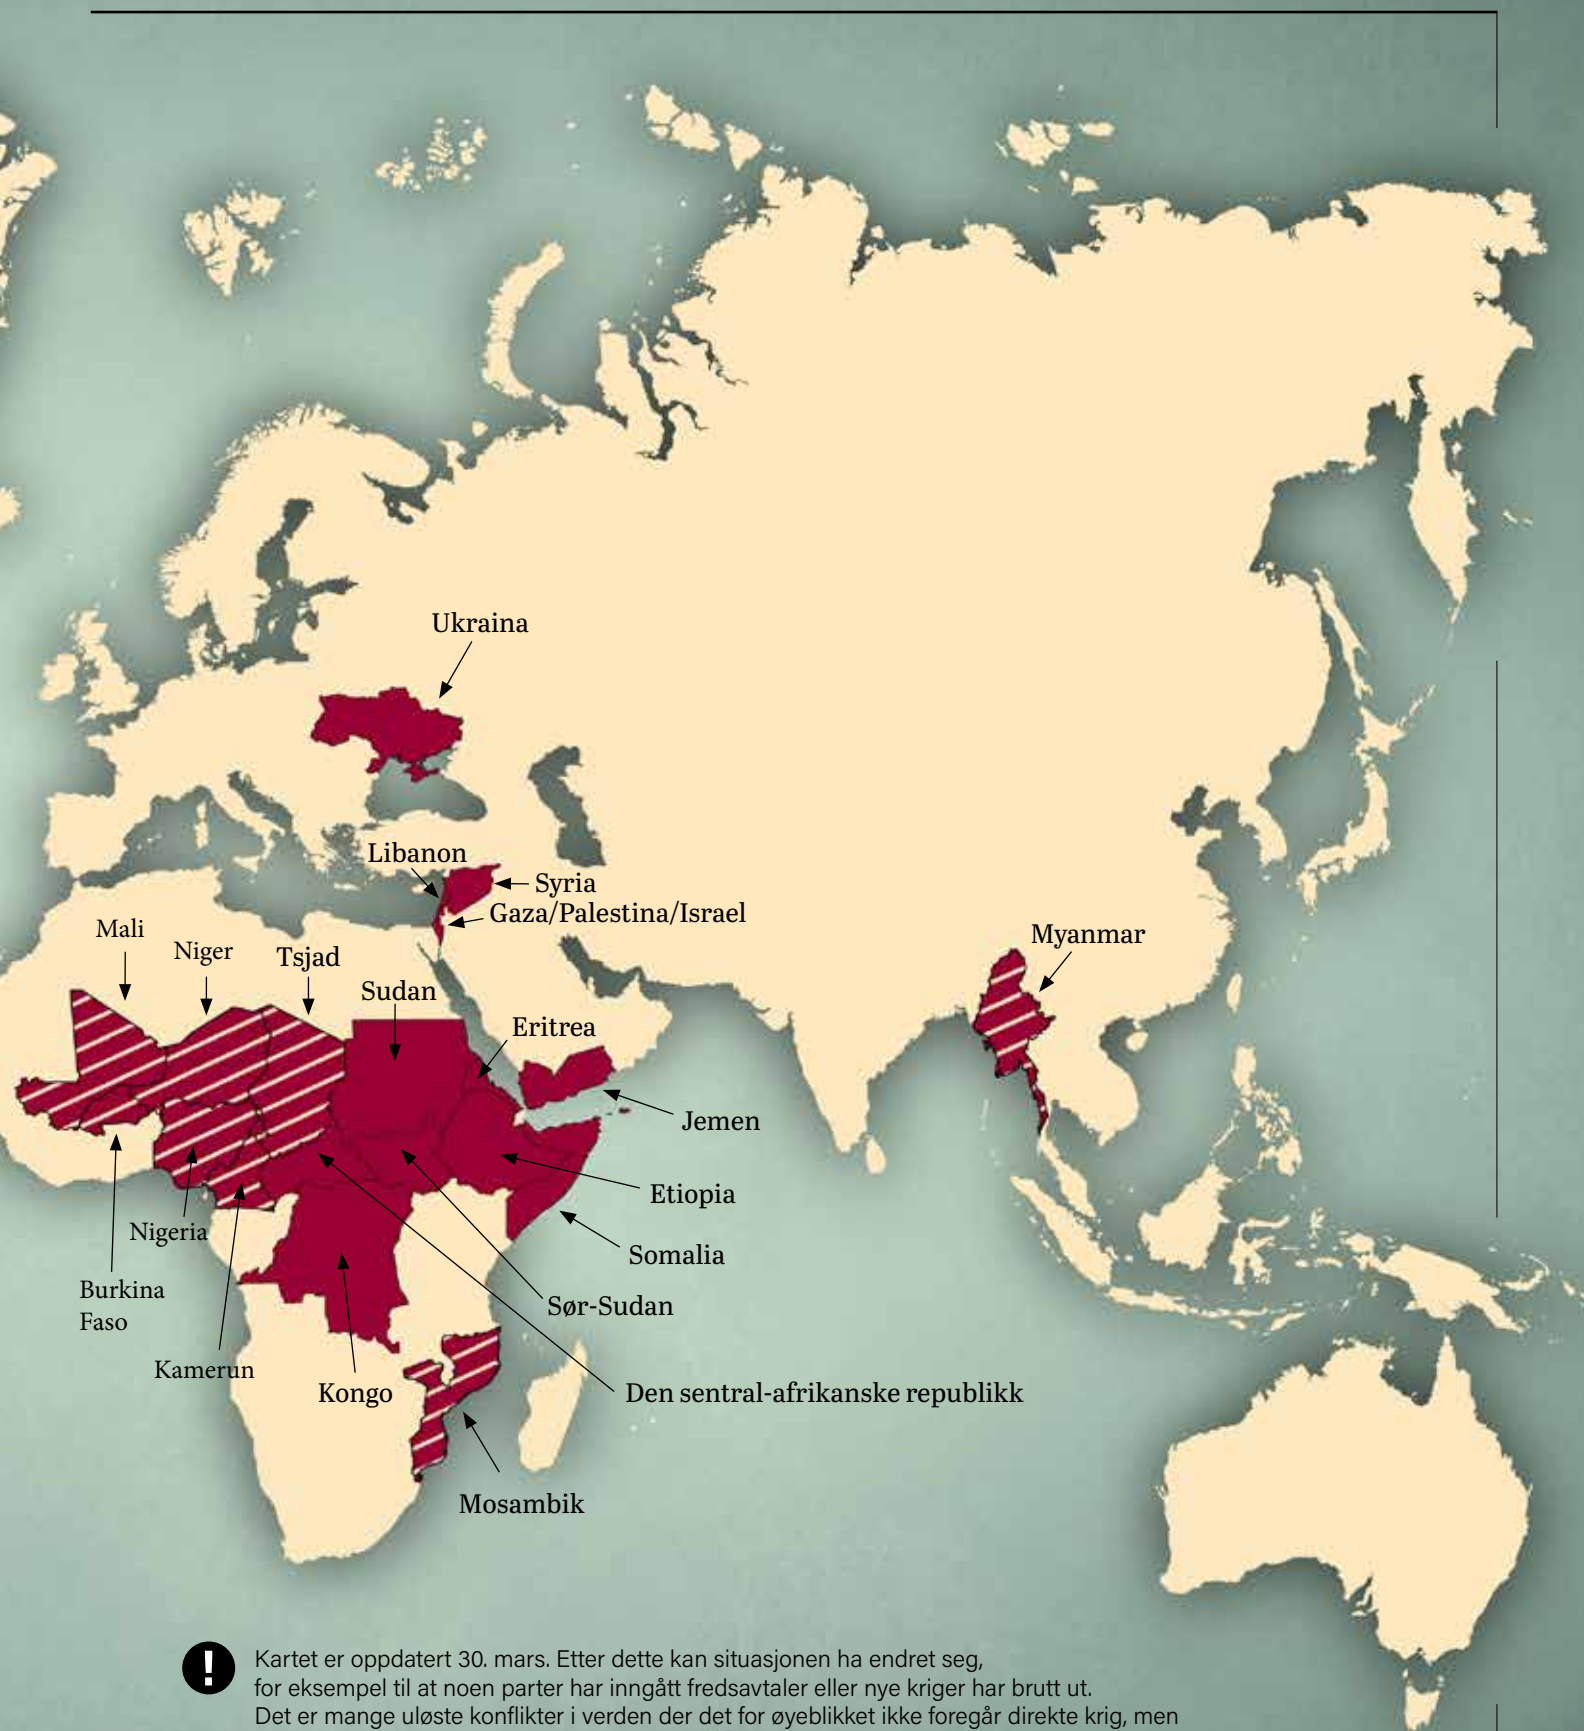 Ukraina
Libanon
Syria
Gaza/Palestina/Israel
Mali
Niger
Tsjad
Myanmar
Sudan
Eritrea
Jemen
Etiopia
Nigeria
Somalia
Burkina
Faso
Sør-Sudan
Kamerun
Kongo
Den sentral-afrikanske republikk
Mosambik
! Kartet er oppdatert 30. mars. Etter dette kan situasjonen ha endret seg,
for eksempel til at noen parter har inngått fredsavtaler eller nye kriger har brutt ut.
Det er mange uløste konflikter i verden der det for øyeblikket ikke foregår direkte krig, men